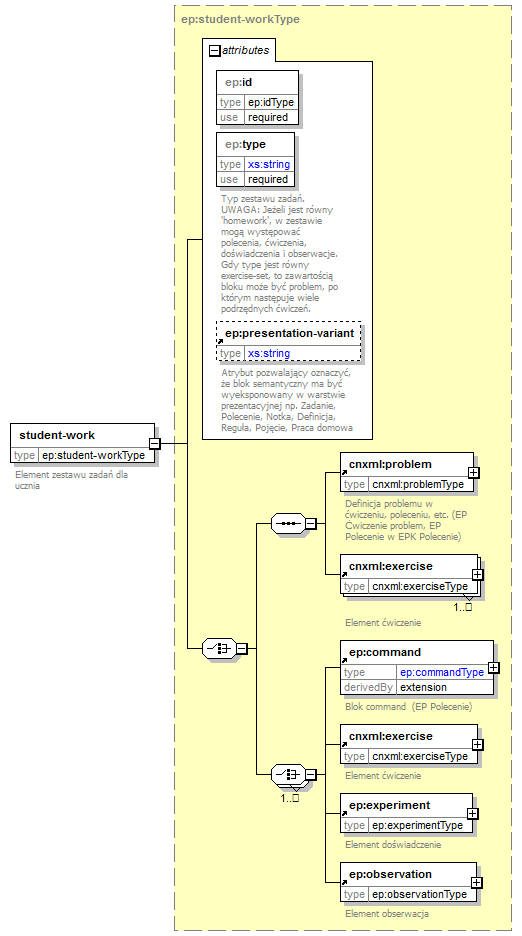 ep:student-workType
attributes
ep:id
type ep:idType
use required
ep:type
type xs:string
use required
Typ zestawu zadań.
UWAGA: Jeżeli jest równy
'homework', w zestawie
mogą występować
polecenia, ćwiczenia,
doświadczenia i obserwacje.
Gdy type jest równy
exercise-set, to zawartością
bloku może być problem, po
którym następuje wiele
podrzędnych ćwiczeń.
ep:presentation-variant
type xs:string
Atrybut pozwalający oznaczyć,
że blok semantyczny ma być
wyeksponowany w warstwie
prezentacyjnej np. Zadanie,
Polecenie, Notka, Definicja,
Reguła, Pojęcie, Praca domowa
student-work
type ep:student-workType
Element zestawu zadań dla
ucznia
cnxml:problem
type cnxml:problemType
Definicja problemu w
ćwiczeniu, poleceniu, etc. (EP
Ćwiczenie problem, EP
Polecenie w EPK Polecenie)
cnxml:exercise
type cnxml:exerciseType
1..
Element ćwiczenie
ep:command
type ep:commandType
derivedBy extension
Blok command (EP Polecenie)
cnxml:exercise
type cnxml:exerciseType
Element ćwiczenie
1..
ep:experiment
type ep:experimentType
Element doświadczenie
ep:observation
type ep:observationType
Element obserwacja